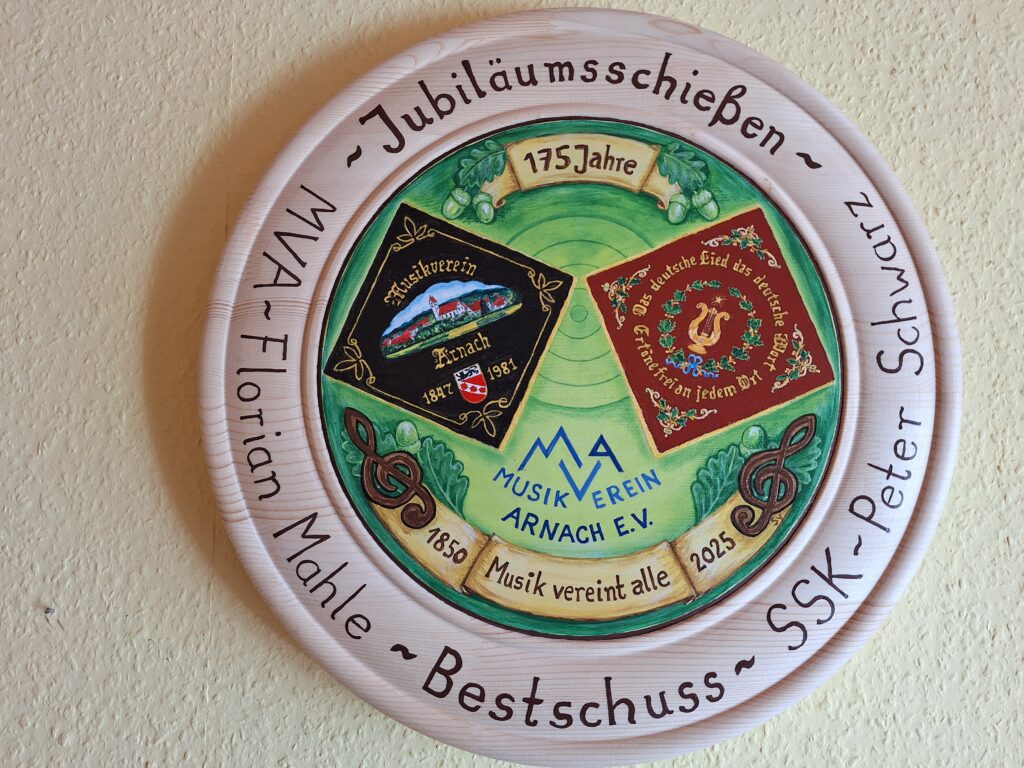 ~ Jubiläumsschießen ~
MVA ~ Florian Mahle
~ Bestschuss ~
SSK ~ Peter Schwarz
175 Jahre
Musikverein
Arnach
1847 1981
Das deutsche Lied das deutsche Wort
Ertöne frei an jedem Ort
MVA
MUSIKVEREIN
ARNACH E.V.
1850 Musik vereint alle 2025